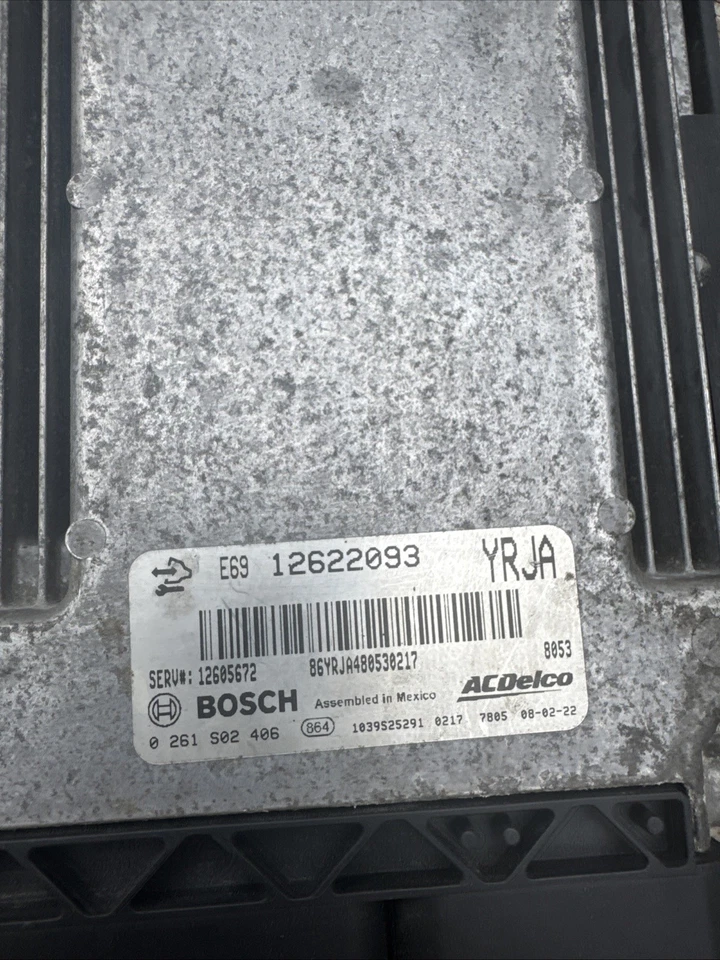 E69 12622093 YRJA
86YRJA480530217 8053
SERV#: 12605672
BOSCH Assembled in Mexico ACDelco
0 261 S02 406 864 1039S25291 0217 7805 08-02-22